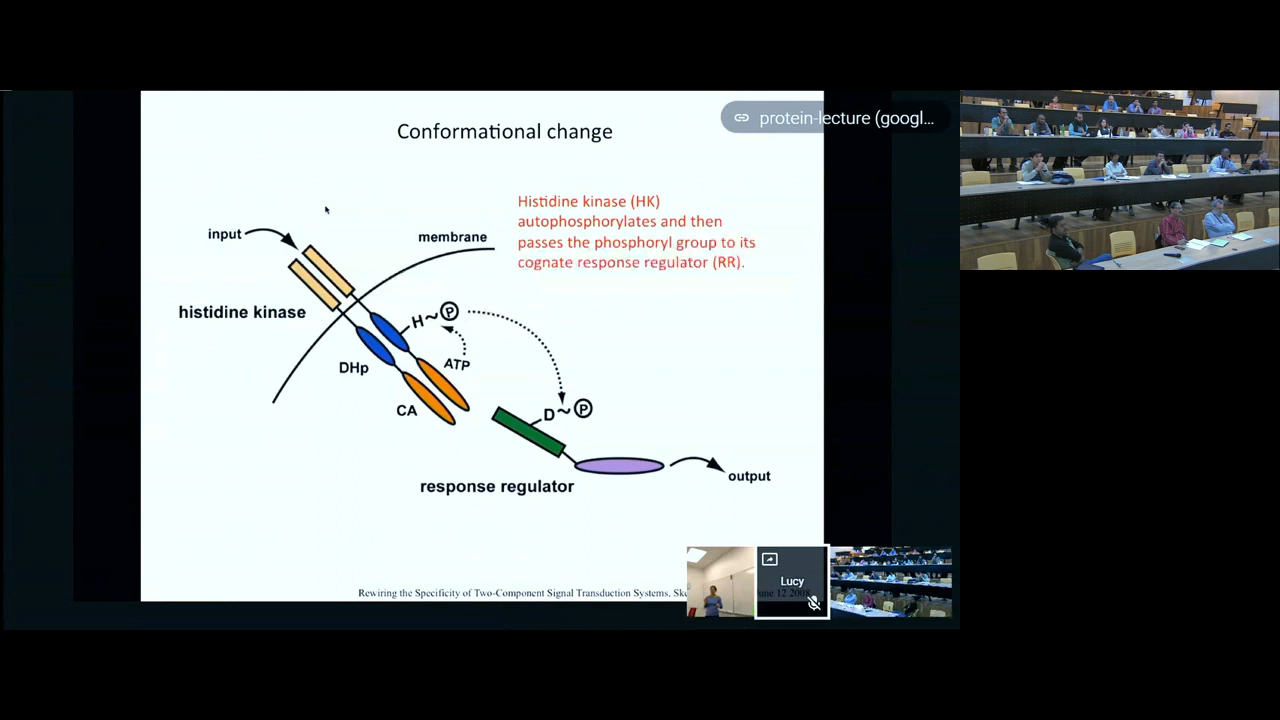 Conformational change
protein-lecture (googl...
Histidine kinase (HK)
autophosphorylates and then
passes the phosphoryl group to its
cognate response regulator (RR).
input
membrane
histidine kinase
H~P
DHp
ATP
CA
D~P
response regulator
output
Lucy
Rewiring the Specificity of Two-Component Signal Transduction Systems, June 12